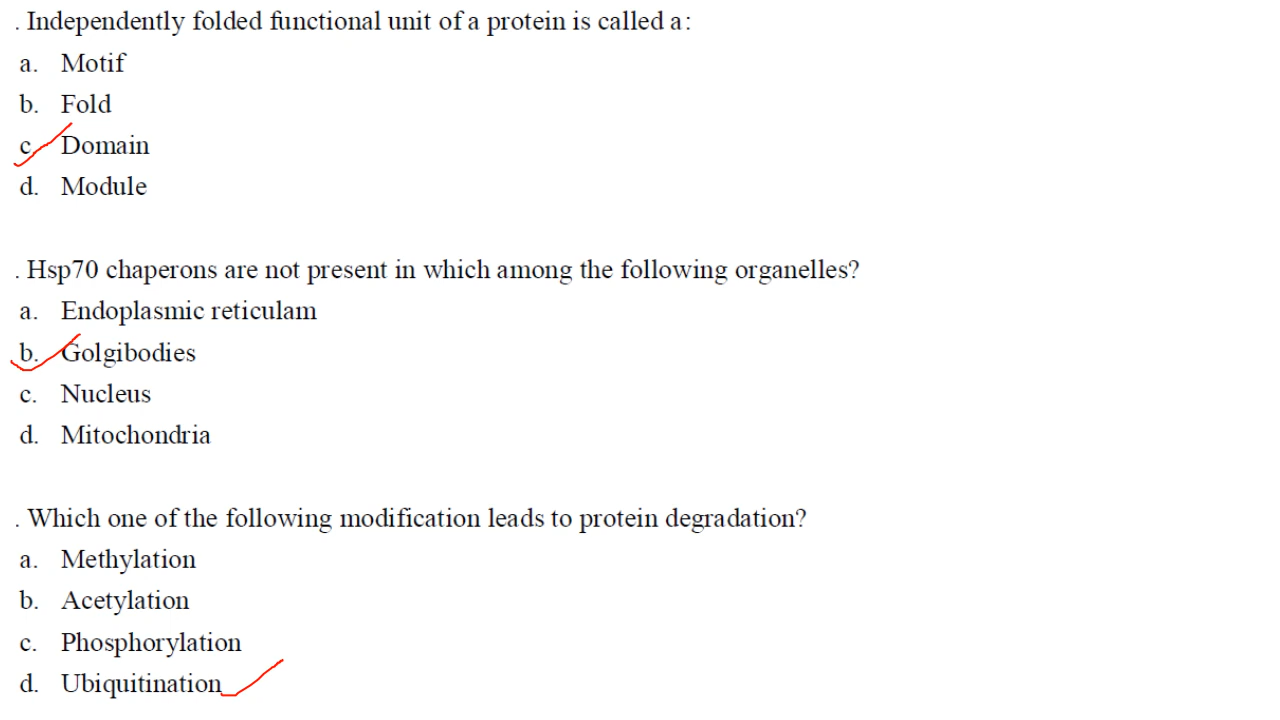 . Independently folded functional unit of a protein is called a:
a. Motif
b. Fold
c. Domain
d. Module
. Hsp70 chaperons are not present in which among the following organelles?
a. Endoplasmic reticulam
b. Golgibodies
c. Nucleus
d. Mitochondria
. Which one of the following modification leads to protein degradation?
a. Methylation
b. Acetylation
c. Phosphorylation
d. Ubiquitination